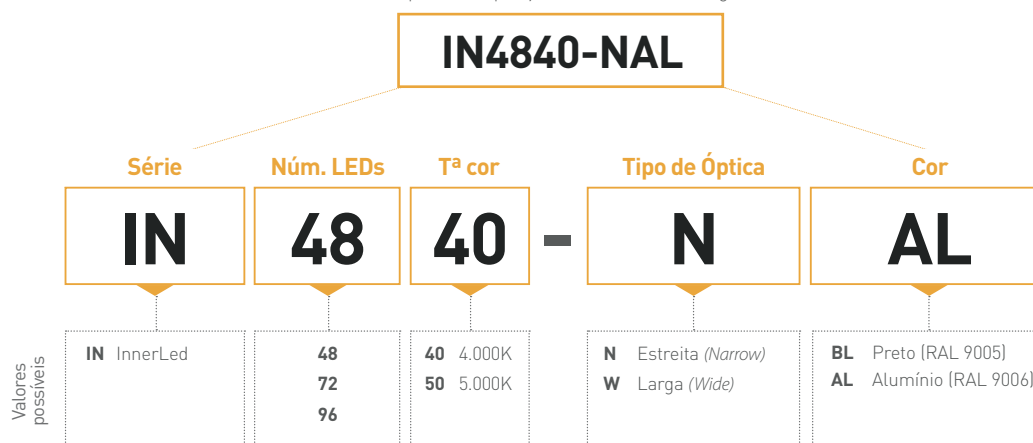 IN4840-NAL
Série
Núm. LEDs
Tª cor
Tipo de Óptica
Cor
IN
48
40
-
N
AL
Valores possíveis
IN InnerLed
48
72
96
40 4.000K
50 5.000K
N Estreita (Narrow)
W Larga (Wide)
BL Preto (RAL 9005)
AL Alumínio (RAL 9006)